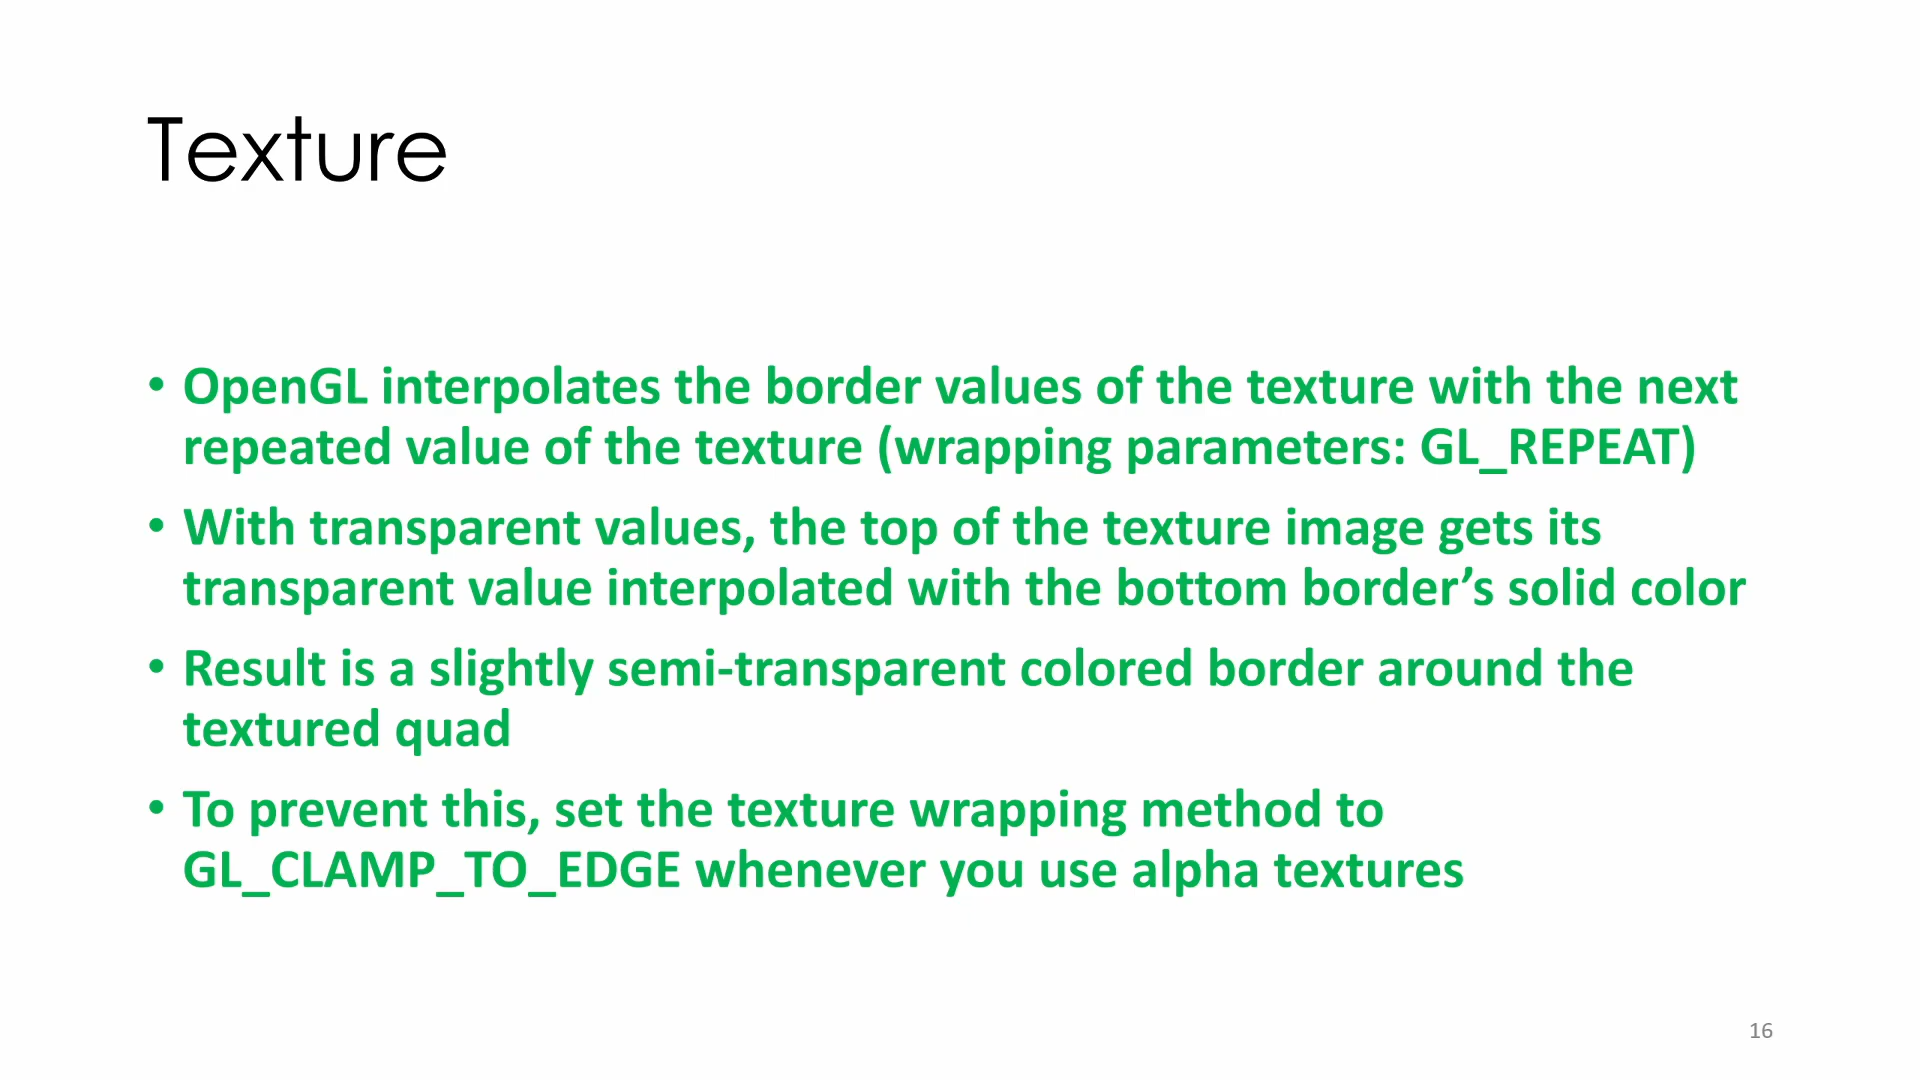 Texture
• OpenGL interpolates the border values of the texture with the next
repeated value of the texture (wrapping parameters: GL_REPEAT)
• With transparent values, the top of the texture image gets its
transparent value interpolated with the bottom border’s solid color
• Result is a slightly semi-transparent colored border around the
textured quad
• To prevent this, set the texture wrapping method to
GL_CLAMP_TO_EDGE whenever you use alpha textures
16